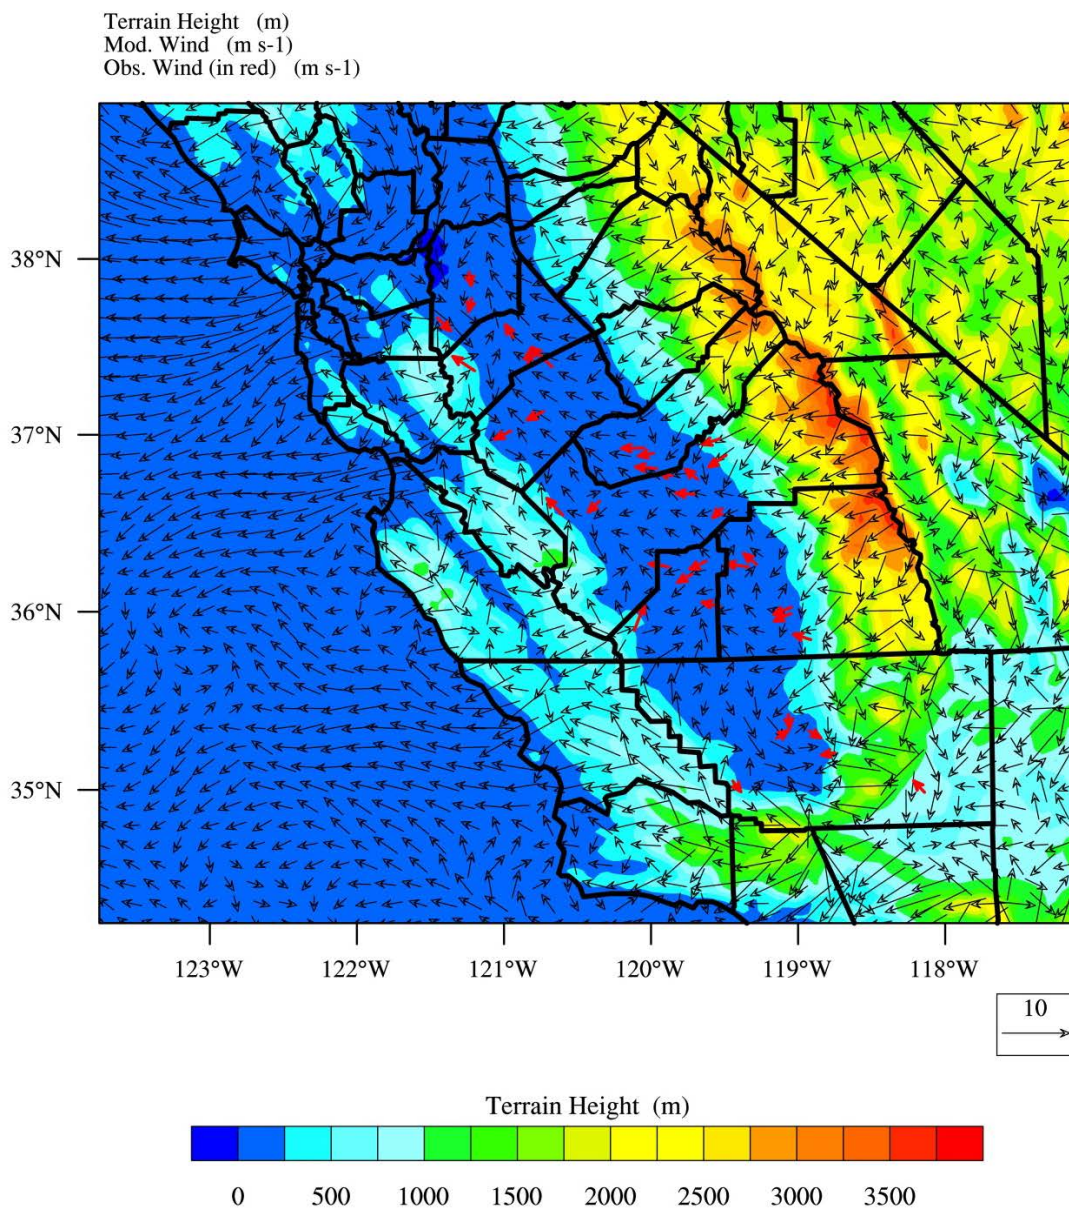 Terrain Height (m)
Mod. Wind (m s-1)
Obs. Wind (in red) (m s-1)
38°N
37°N
36°N
35°N
123°W 122°W 121°W 120°W 119°W 118°W
10
Terrain Height (m)
0 500 1000 1500 2000 2500 3000 3500